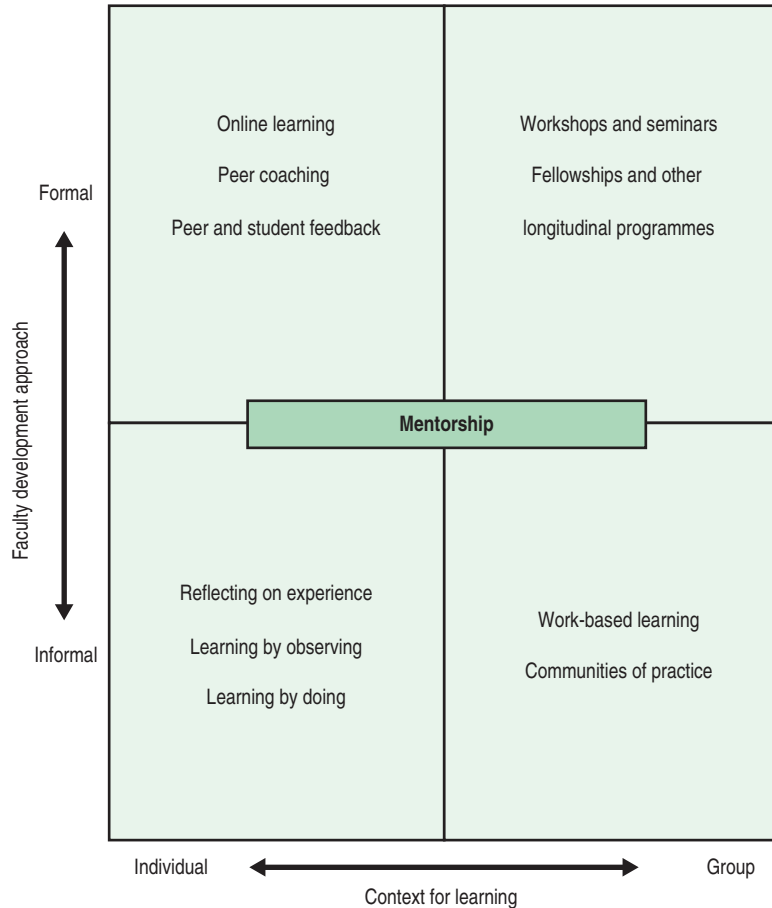 Online learning
Peer coaching
Peer and student feedback
Workshops and seminars
Fellowships and other
longitudinal programmes
Formal
Faculty development approach
Informal
Mentorship
Reflecting on experience
Learning by observing
Learning by doing
Work-based learning
Communities of practice
Individual
Group
Context for learning